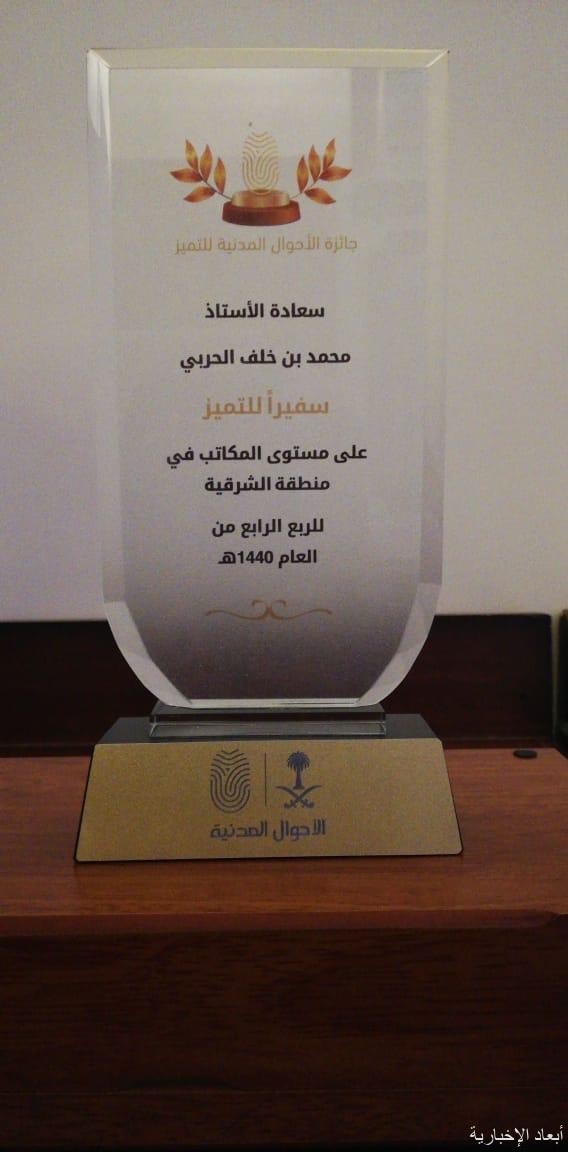 جائزة الأحوال المدنية للتميز
سعادة الأستاذ
محمد بن خلف الحربي
سفيراً للتميز
على مستوى المكاتب في
منطقة الشرقية
للربع الرابع من
العام 1440هـ
الأحوال المدنية
أبعاد الإخبارية